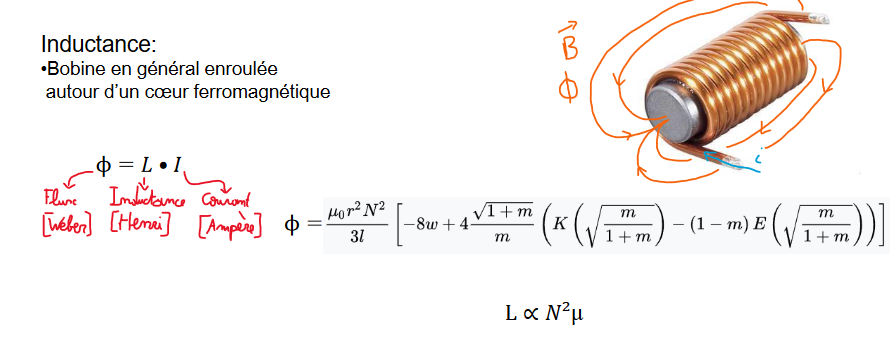 Inductance:
•Bobine en général enroulée
autour d'un cœur ferromagnétique
B⃗
ϕ
i
ϕ = L • I
Flux Inductance Courant
[Weber] [Henri] [Ampère]
ϕ = μ₀r²N²/3l [−8w + 4 √(1 + m)/m (K(√(m/(1 + m))) − (1 − m) E(√(m/(1 + m))))]
L ∝ N²μ